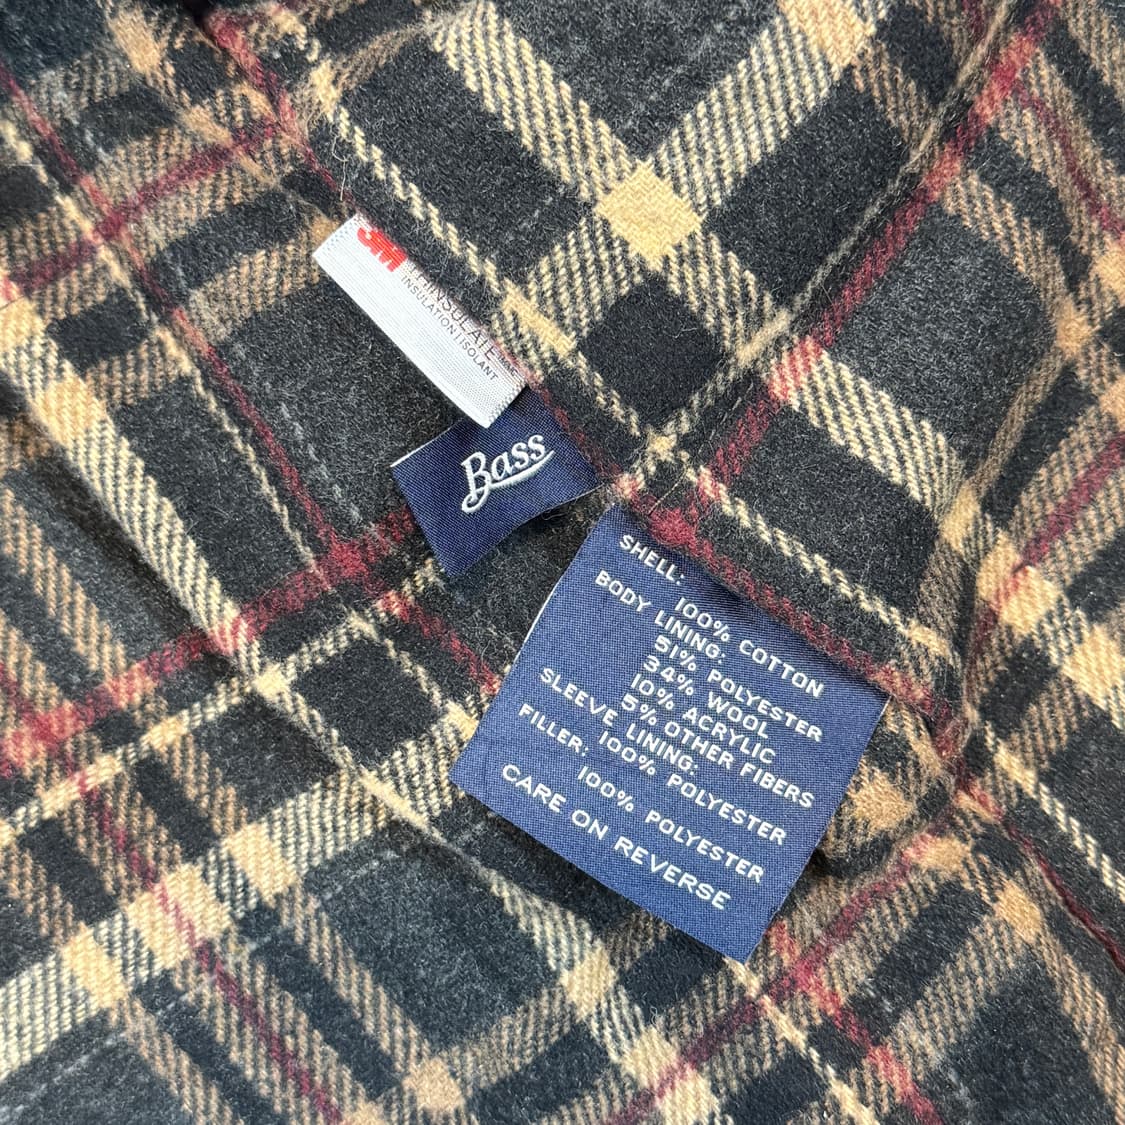 3M
THINSULATE
INSULATION | ISOLANT
Bass
SHELL:
100% COTTON
BODY LINING:
51% POLYESTER
34% WOOL
10% ACRYLIC
5% OTHER FIBERS
SLEEVE LINING:
100% POLYESTER
FILLER:
100% POLYESTER
CARE ON REVERSE